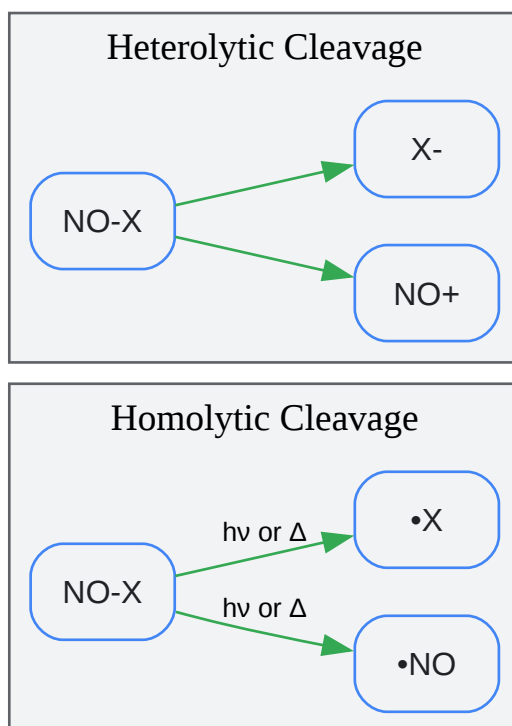 Heterolytic Cleavage
X-
NO-X
NO+
Homolytic Cleavage
•X
hν or Δ
NO-X
hν or Δ
•NO